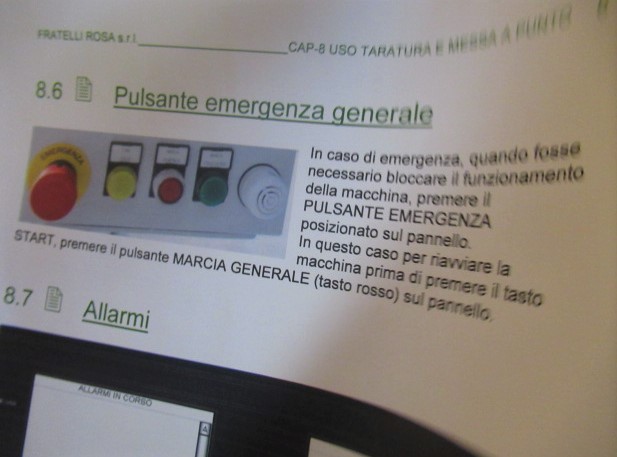 FRATELLI ROSA s.r.l.
CAP-8 USO TARATURA E MESSA A PUNTO
8.6 Pulsante emergenza generale
EMERGENZA
In caso di emergenza, quando fosse
necessario bloccare il funzionamento
della macchina, premere il
PULSANTE EMERGENZA
posizionato sul pannello.
In questo caso per riavviare la
macchina prima di premere il tasto
START, premere il pulsante MARCIA GENERALE (tasto rosso) sul pannello.
8.7 Allarmi
ALLARMI IN CORSO